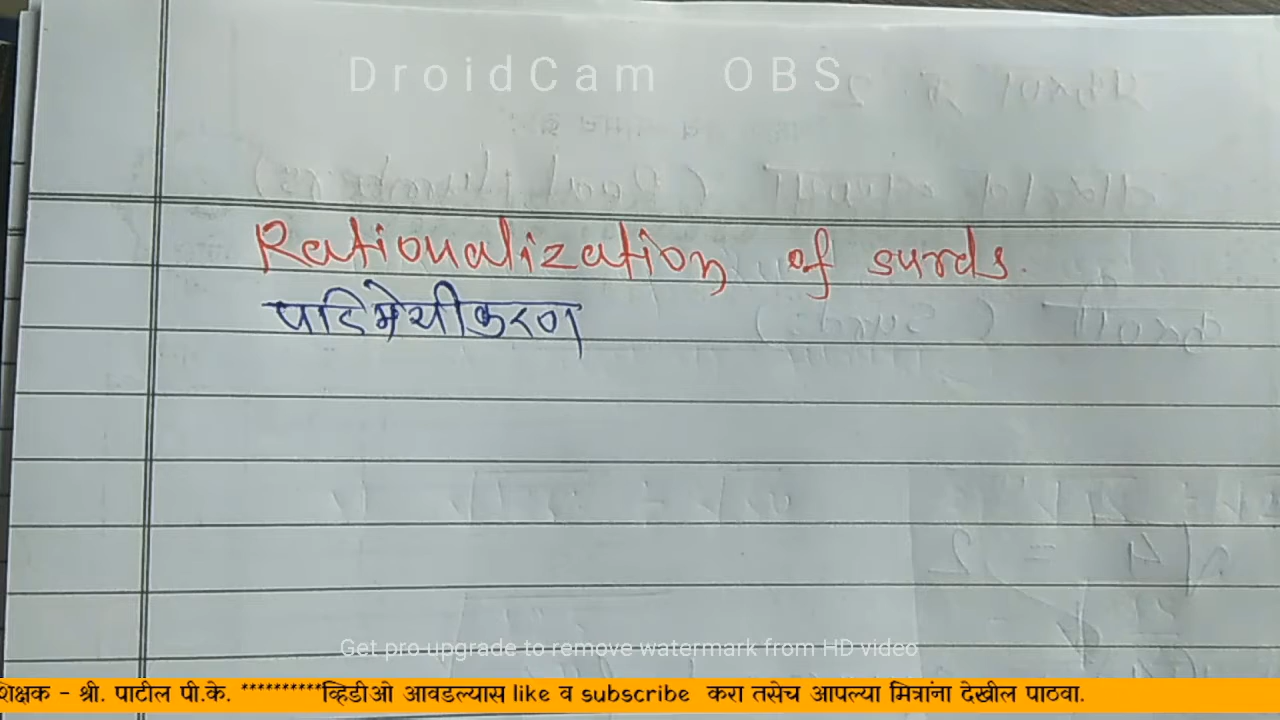 DroidCam OBS
Rationalization of surds.
परिमेयीकरण
Get pro upgrade to remove watermark from HD video
शिक्षक - श्री. पाटील पी.के. **********व्हिडीओ आवडल्यास like व subscribe करा तसेच आपल्या मित्रांना देखील पाठवा.